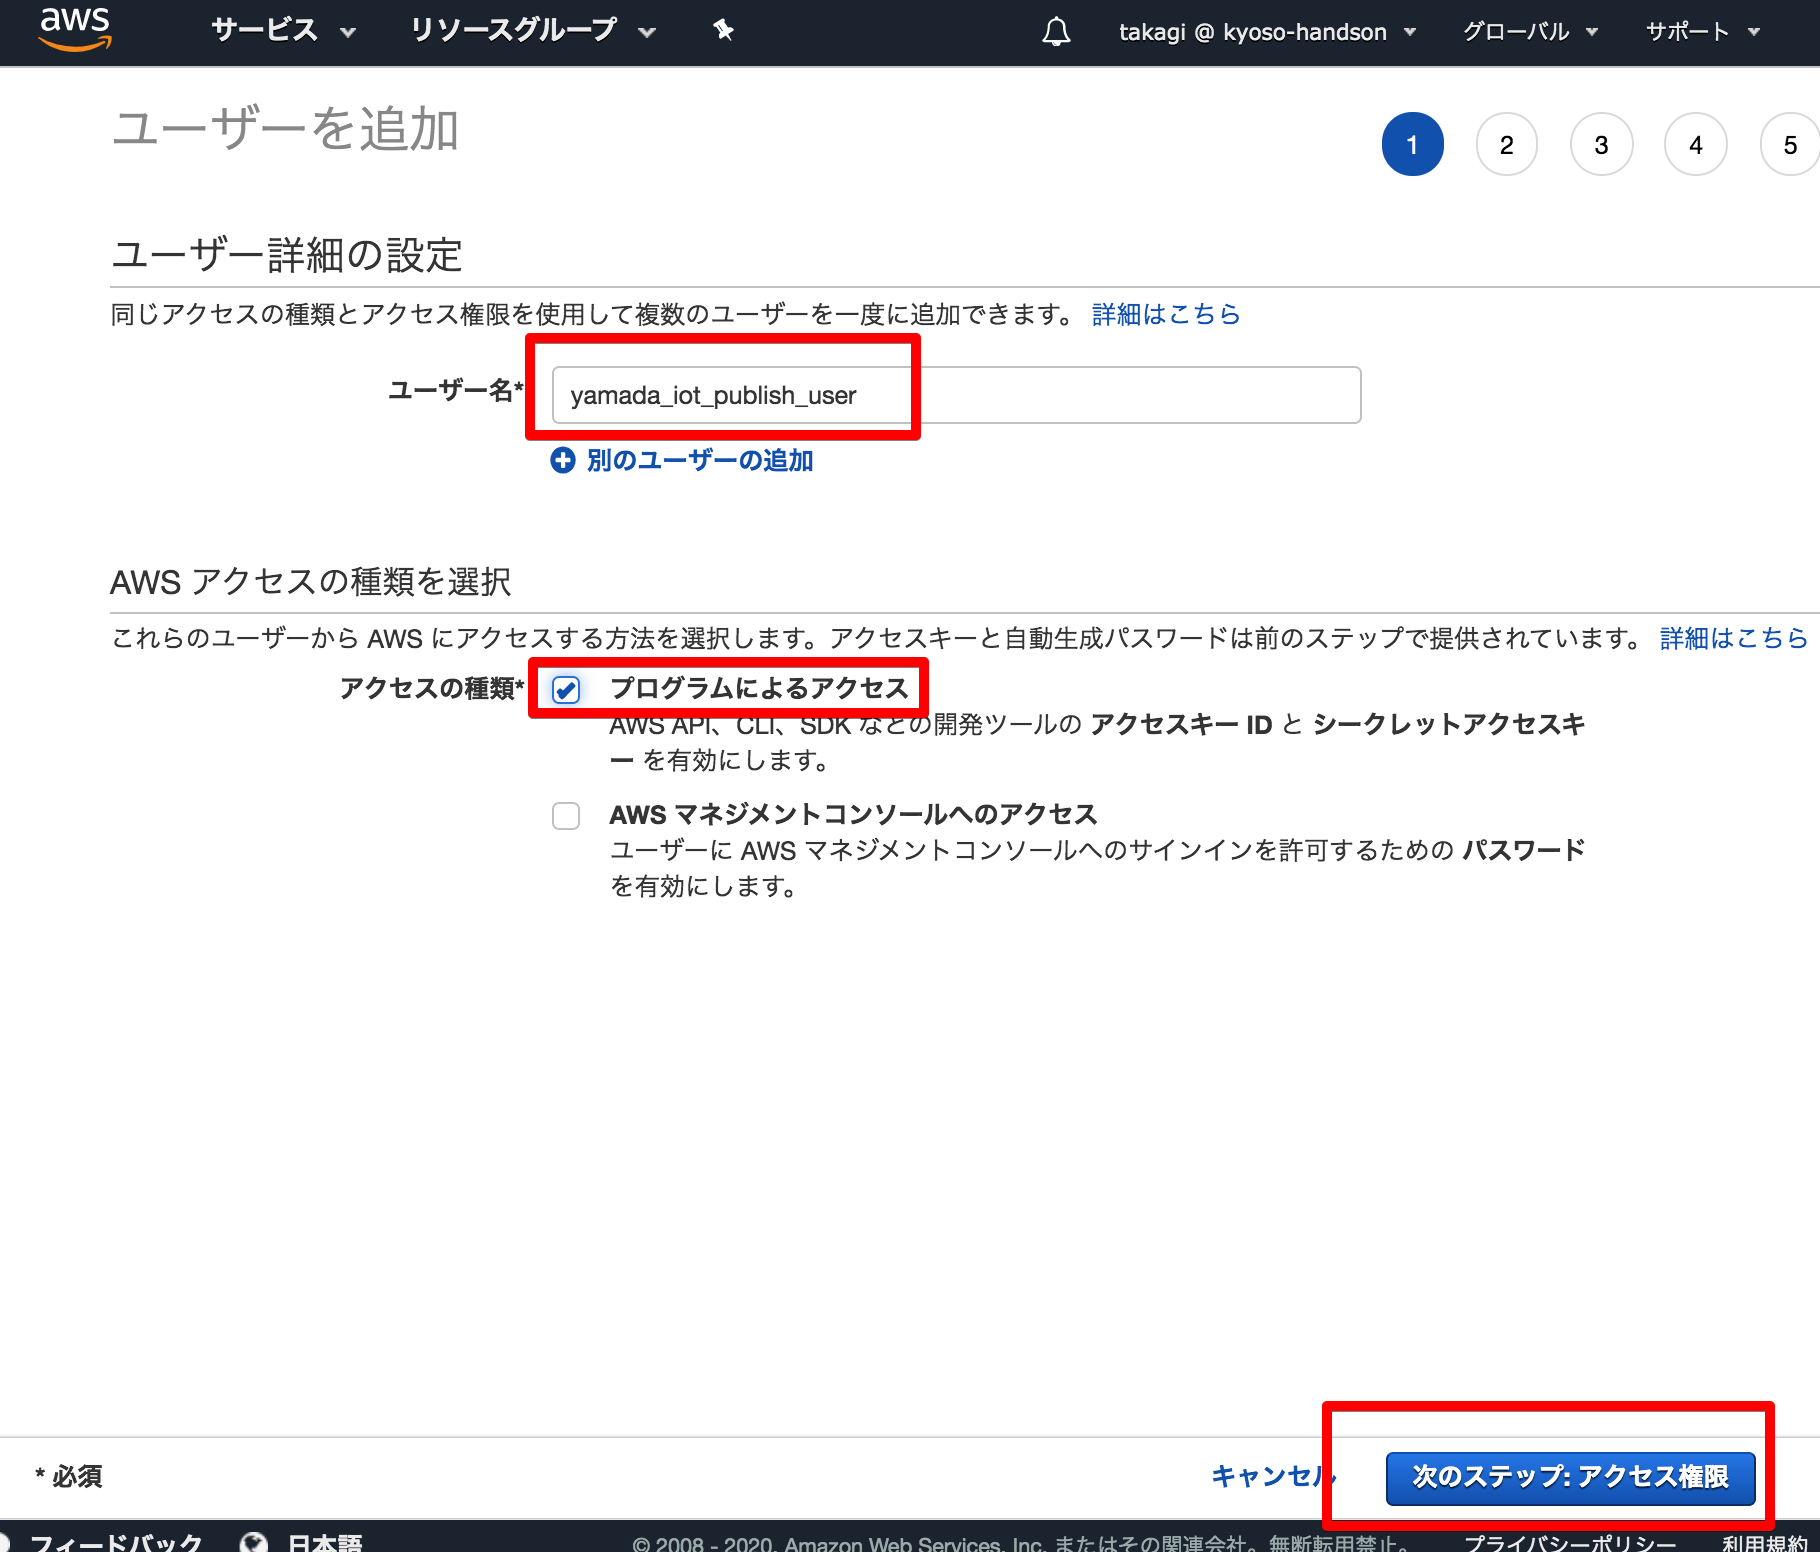 aws サービス リソースグループ takagi @ kyoso-handson グローバル サポート
ユーザーを追加
1 2 3 4 5
ユーザー詳細の設定
同じアクセスの種類とアクセス権限を使用して複数のユーザーを一度に追加できます。 詳細はこちら
ユーザー名* yamada_iot_publish_user
別のユーザーの追加
AWS アクセスの種類を選択
これらのユーザーから AWS にアクセスする方法を選択します。アクセスキーと自動生成パスワードは前のステップで提供されています。 詳細はこちら
アクセスの種類* プログラムによるアクセス
AWS API、CLI、SDK などの開発ツールの アクセスキー ID と シークレットアクセスキ
ー を有効にします。
AWS マネジメントコンソールへのアクセス
ユーザーに AWS マネジメントコンソールへのサインインを許可するための パスワード
を有効にします。
* 必須 キャンセル 次のステップ: アクセス権限
フィードバック 日本語 © 2008 - 2020, Amazon Web Services, Inc. またはその関連会社。無断転用禁止。 プライバシーポリシー 利用規約